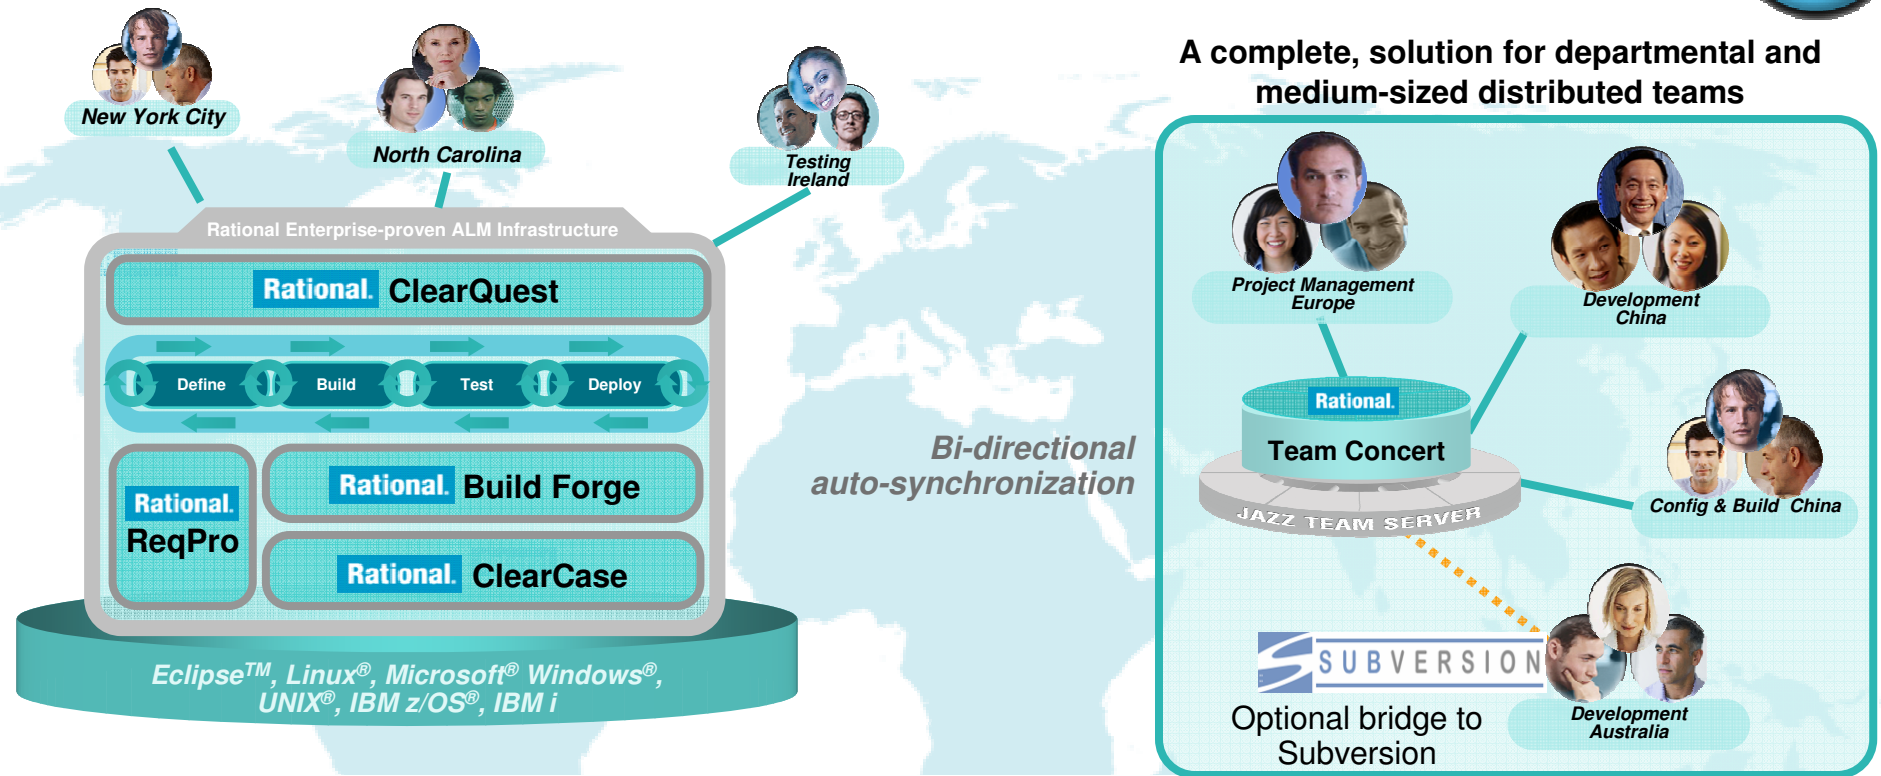 A complete, solution for departmental and
medium-sized distributed teams
New York City
North Carolina
Testing
Ireland
Rational Enterprise-proven ALM Infrastructure
Rational. ClearQuest
Define Build Test Deploy
Rational.
ReqPro
Rational. Build Forge
Rational. ClearCase
Eclipse™, Linux®, Microsoft® Windows®,
UNIX®, IBM z/OS®, IBM i
Bi-directional
auto-synchronization
Project Management
Europe
Development
China
Rational.
Team Concert
JAZZ TEAM SERVER
Config & Build China
SUBVERSION
Optional bridge to
Subversion
Development
Australia